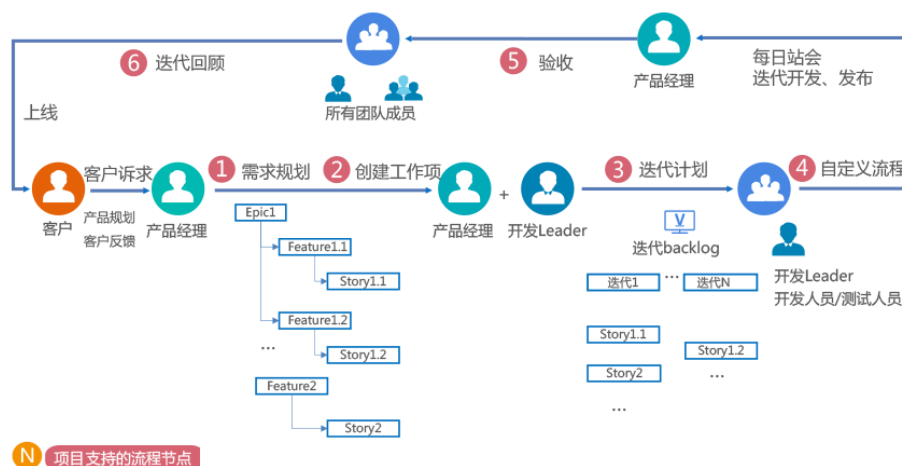 6 迭代回顾
5 验收
每日站会
迭代开发、发布
产品经理
所有团队成员
上线
客户诉求
1 需求规划
2 创建工作项
3 迭代计划
4 自定义流程
客户
产品规划
客户反馈
产品经理
产品经理
+
开发Leader
Epic1
Feature1.1
Story1.1
Feature1.2
...
Story1.2
Feature2
Story2
迭代backlog
迭代1
...
迭代N
Story1.1
Story1.2
Story2
...
...
开发Leader
开发人员/测试人员
N 项目支持的流程节点